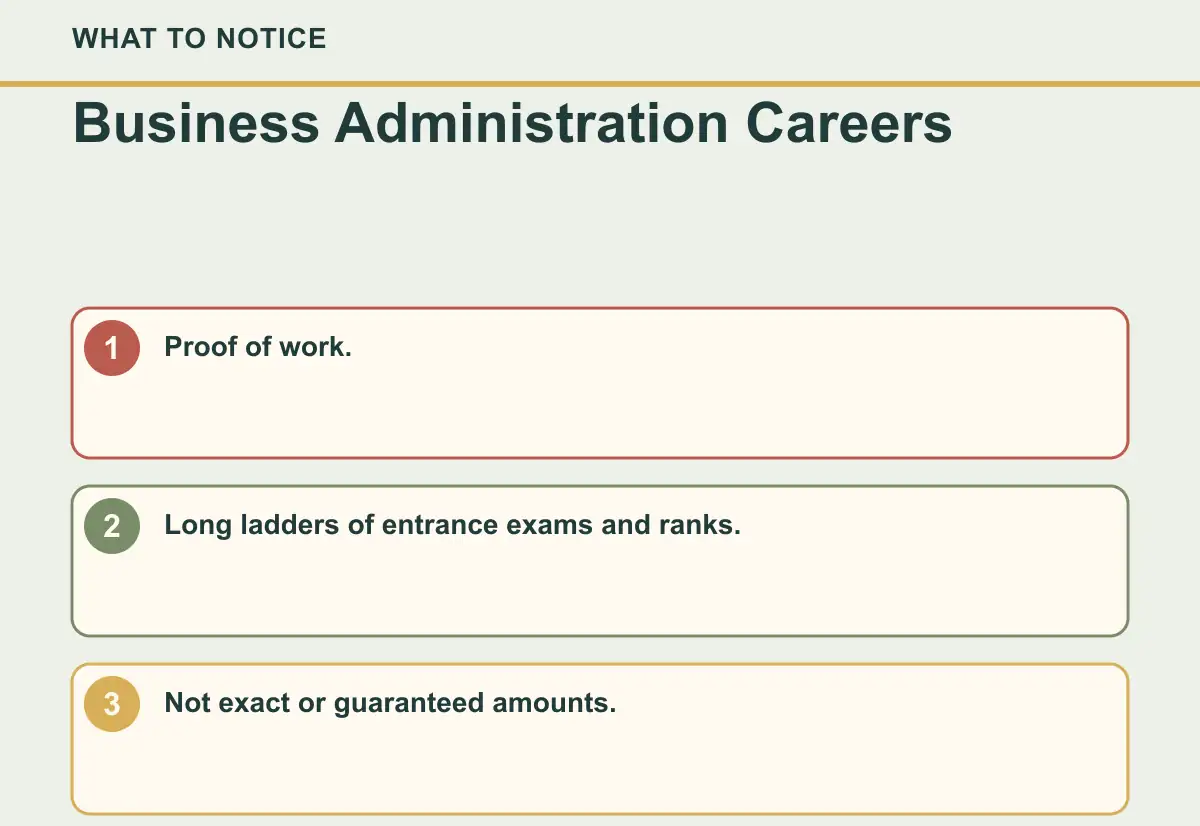 WHAT TO NOTICE
Business Administration Careers
1 Proof of work.
2 Long ladders of entrance exams and ranks.
3 Not exact or guaranteed amounts.